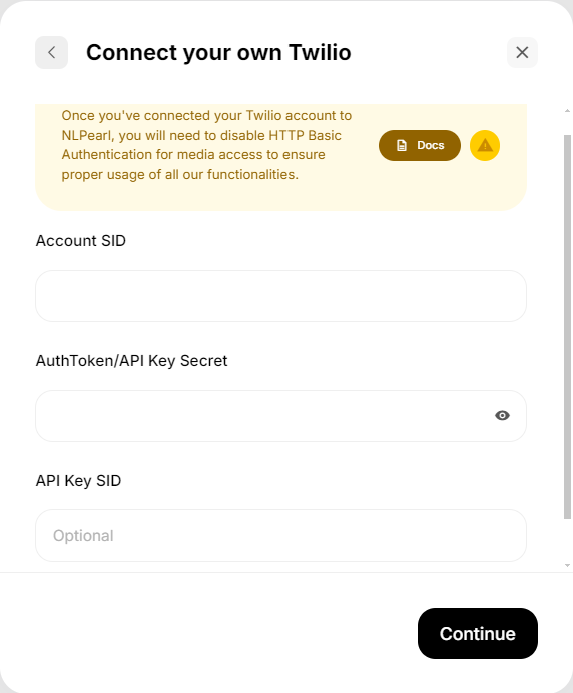 Connect your own Twilio
Once you've connected your Twilio account to
NLPearl, you will need to disable HTTP Basic
Authentication for media access to ensure
proper usage of all our functionalities.
Docs
Account SID
AuthToken/API Key Secret
API Key SID
Optional
Continue